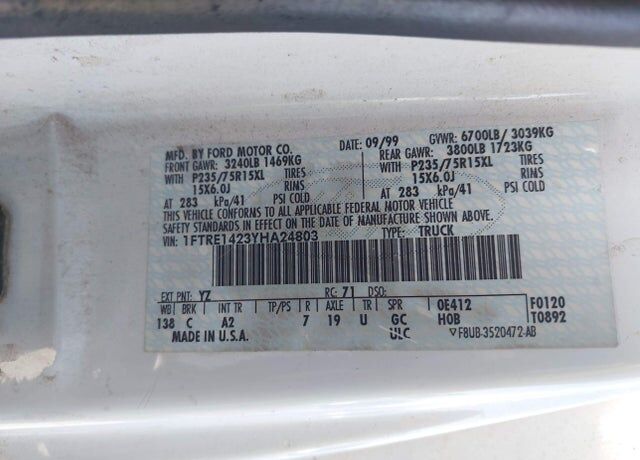 MFD. BY FORD MOTOR CO.
DATE: 09/99 GVWR: 6700LB/ 3039KG
FRONT GAWR: 3240LB 1469KG REAR GAWR: 3800LB 1723KG
WITH P235/75R15XL TIRES WITH P235/75R15XL TIRES
15X6.0J RINS 15X6.0J RINS
AT 283 kPa/41 PSI COLD AT 283 kPa/41 PSI COLD
THIS VEHICLE CONFORMS TO ALL APPLICABLE FEDERAL MOTOR VEHICLE
SAFETY STANDARDS IN EFFECT ON THE DATE OF MANUFACTURE SHOWN ABOVE.
VIN: 1FTRE1423YHA24803 TYPE: TRUCK
EXT PNT: YZ RC: 71 DSO:
WB BRK INT TR TP/PS R AXLE TR SPR 0E412 F0120
138 C A2 7 19 U GC H0B T0892
MADE IN U.S.A. ULC ▽F8UB-3520472-AB